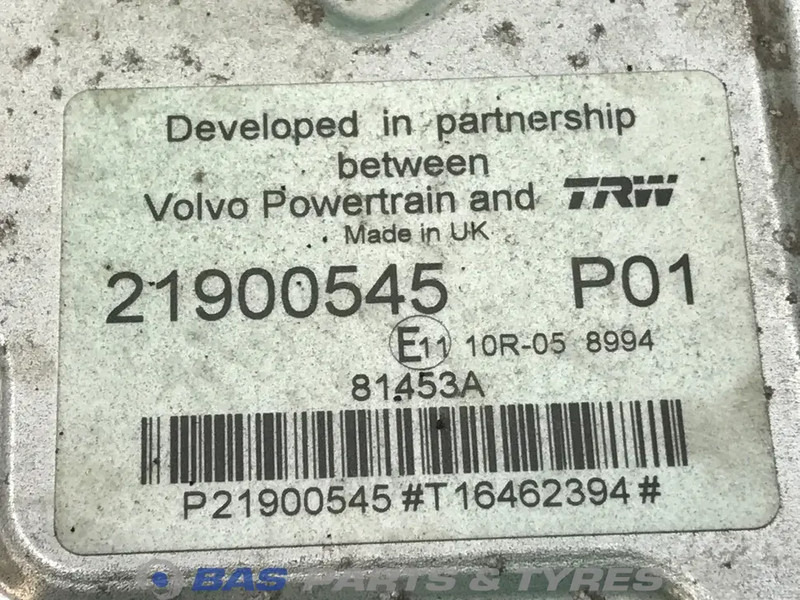 Developed in partnership
between
Volvo Powertrain and TRW
Made in UK
21900545 P01
E11 10R-05 8994
81453A
P21900545#T16462394#
BAS PARTS & TYRES